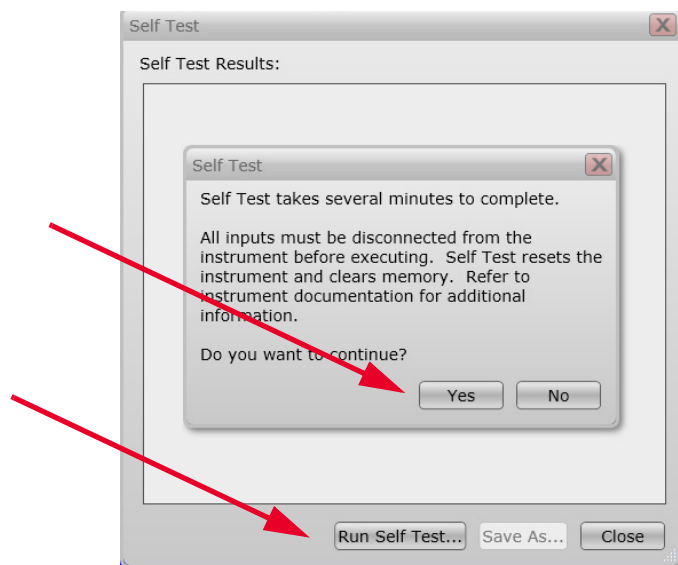 Self Test
Self Test Results:
Self Test
Self Test takes several minutes to complete.
All inputs must be disconnected from the
instrument before executing.  Self Test resets the
instrument and clears memory.  Refer to
instrument documentation for additional
information.
Do you want to continue?
Yes No
Run Self Test... Save As... Close